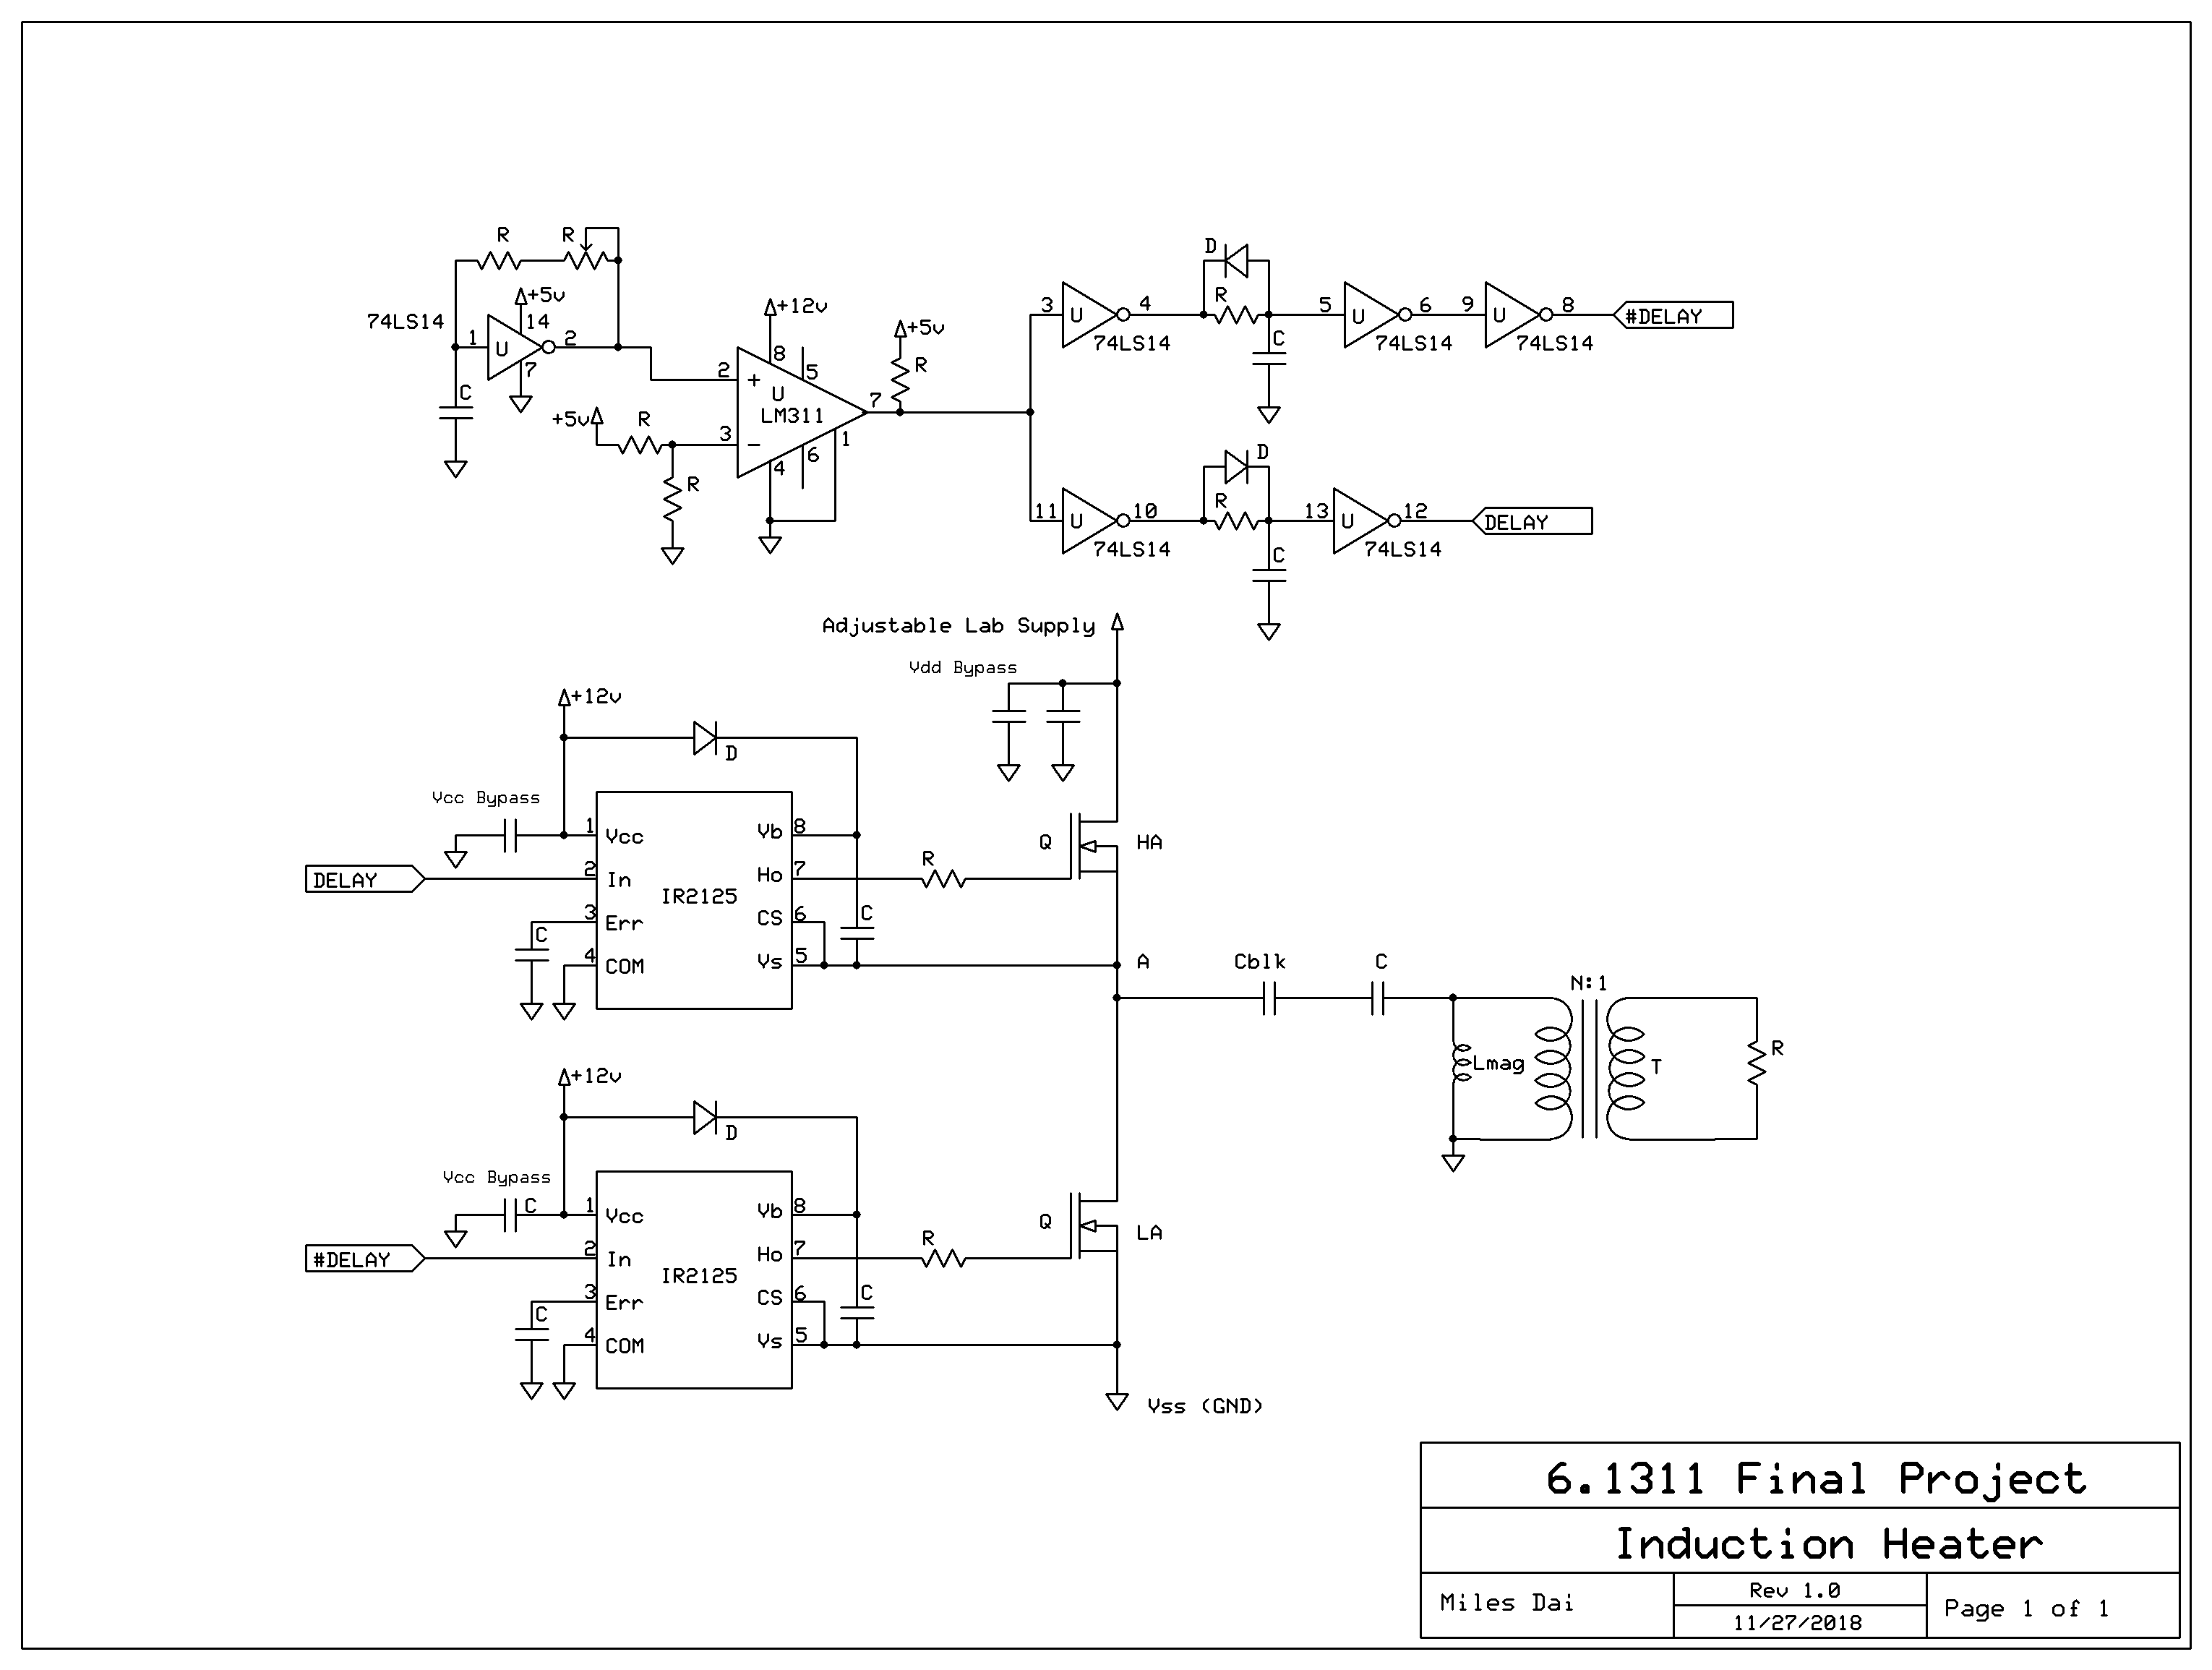 R R
+5v
74LS14
1 U 14 2
7
C
+12v
8
2 + 5
U
LM311
7
3 - 1
4 6
+5v R
R
+5v
R
D
R
3 U 4 5 U 6 9 U 8 #DELAY
74LS14 C 74LS14 74LS14
D
R
11 U 10 13 U 12 DELAY
74LS14 C 74LS14
Adjustable Lab Supply
Vdd Bypass
+12v
D
Vcc Bypass
1 Vcc Vb 8
DELAY 2 In Ho 7 R Q HA
IR2125
3 Err CS 6 C
C
4 COM Vs 5 A Cblk C
N:1
Lmag T R
+12v
D
Vcc Bypass
C 1 Vcc Vb 8
#DELAY 2 In Ho 7 R Q LA
IR2125
3 Err CS 6 C
C
4 COM Vs 5
Vss (GND)
6.1311 Final Project
Induction Heater
Miles Dai
Rev 1.0
11/27/2018
Page 1 of 1